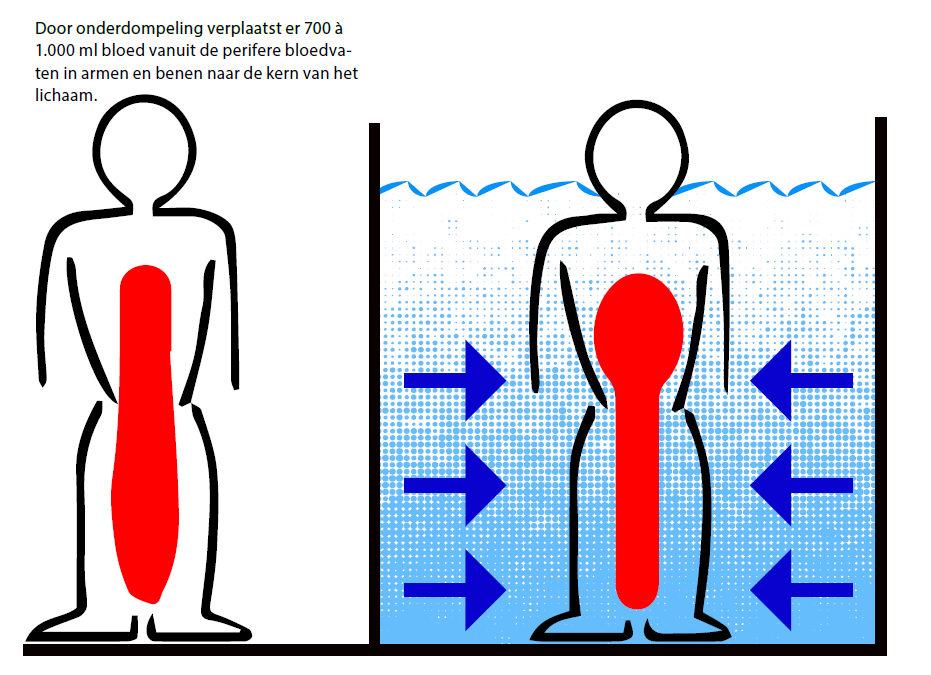 Door onderdompeling verplaatst er 700 à
1.000 ml bloed vanuit de perifere bloedva-
ten in armen en benen naar de kern van het
lichaam.